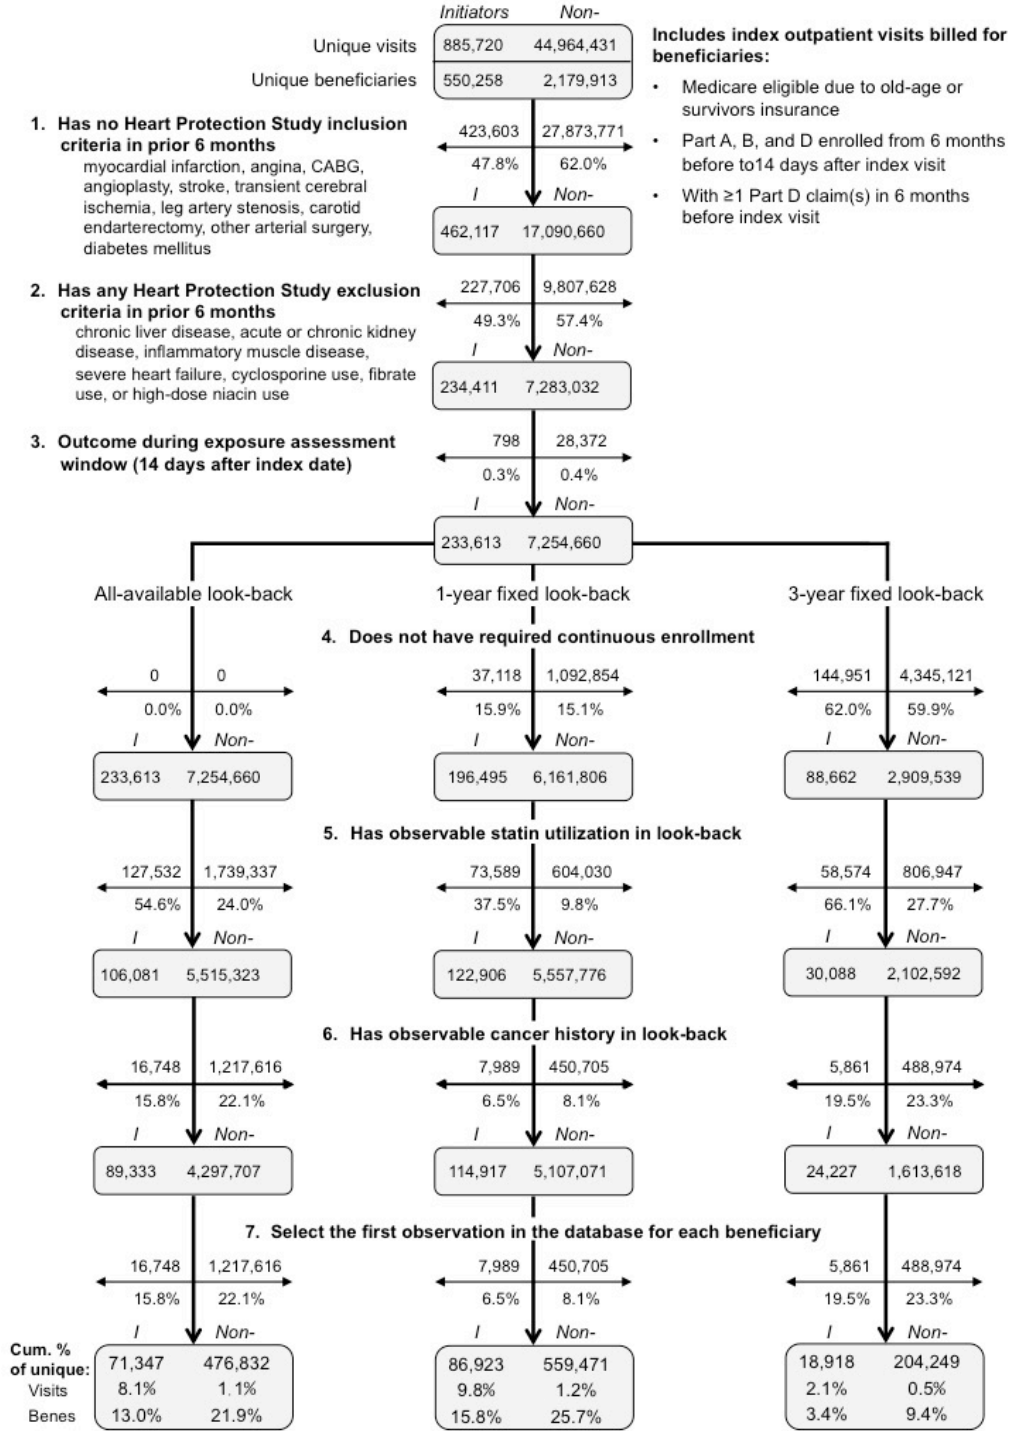 Initiators Non-
Unique visits 885,720 44,964,431
Unique beneficiaries 550,258 2,179,913
Includes index outpatient visits billed for
beneficiaries:
• Medicare eligible due to old-age or
survivors insurance
• Part A, B, and D enrolled from 6 months
before to14 days after index visit
• With ≥1 Part D claim(s) in 6 months
before index visit
1. Has no Heart Protection Study inclusion
criteria in prior 6 months
myocardial infarction, angina, CABG,
angioplasty, stroke, transient cerebral
ischemia, leg artery stenosis, carotid
endarterectomy, other arterial surgery,
diabetes mellitus
423,603 27,873,771
47.8% 62.0%
I Non-
462,117 17,090,660
2. Has any Heart Protection Study exclusion
criteria in prior 6 months
chronic liver disease, acute or chronic kidney
disease, inflammatory muscle disease,
severe heart failure, cyclosporine use, fibrate
use, or high-dose niacin use
227,706 9,807,628
49.3% 57.4%
I Non-
234,411 7,283,032
3. Outcome during exposure assessment
window (14 days after index date)
798 28,372
0.3% 0.4%
I Non-
233,613 7,254,660
All-available look-back 1-year fixed look-back 3-year fixed look-back
4. Does not have required continuous enrollment
0 0 37,118 1,092,854 144,951 4,345,121
0.0% 0.0% 15.9% 15.1% 62.0% 59.9%
I Non- I Non- I Non-
233,613 7,254,660 196,495 6,161,806 88,662 2,909,539
5. Has observable statin utilization in look-back
127,532 1,739,337 73,589 604,030 58,574 806,947
54.6% 24.0% 37.5% 9.8% 66.1% 27.7%
I Non- I Non- I Non-
106,081 5,515,323 122,906 5,557,776 30,088 2,102,592
6. Has observable cancer history in look-back
16,748 1,217,616 7,989 450,705 5,861 488,974
15.8% 22.1% 6.5% 8.1% 19.5% 23.3%
I Non- I Non- I Non-
89,333 4,297,707 114,917 5,107,071 24,227 1,613,618
7. Select the first observation in the database for each beneficiary
16,748 1,217,616 7,989 450,705 5,861 488,974
15.8% 22.1% 6.5% 8.1% 19.5% 23.3%
I Non- I Non- I Non-
Cum. %
of unique: 71,347 476,832 86,923 559,471 18,918 204,249
Visits 8.1% 1.1% 9.8% 1.2% 2.1% 0.5%
Benes 13.0% 21.9% 15.8% 25.7% 3.4% 9.4%